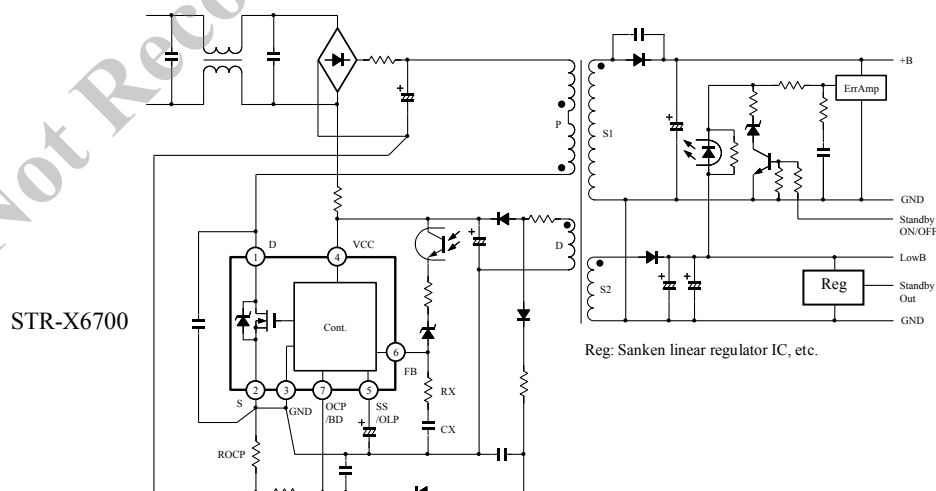 Not Reco
+B
ErrAmp
P
S1
GND
Standby
ON/OFF
D
VCC
1
4
D
LowB
S2
Reg
Standby
Out
GND
STR-X6700
Cont.
6
FB
Reg: Sanken linear regulator IC, etc.
2
3
7
5
S
GND
OCP
/BD
SS
/OLP
RX
CX
ROCP